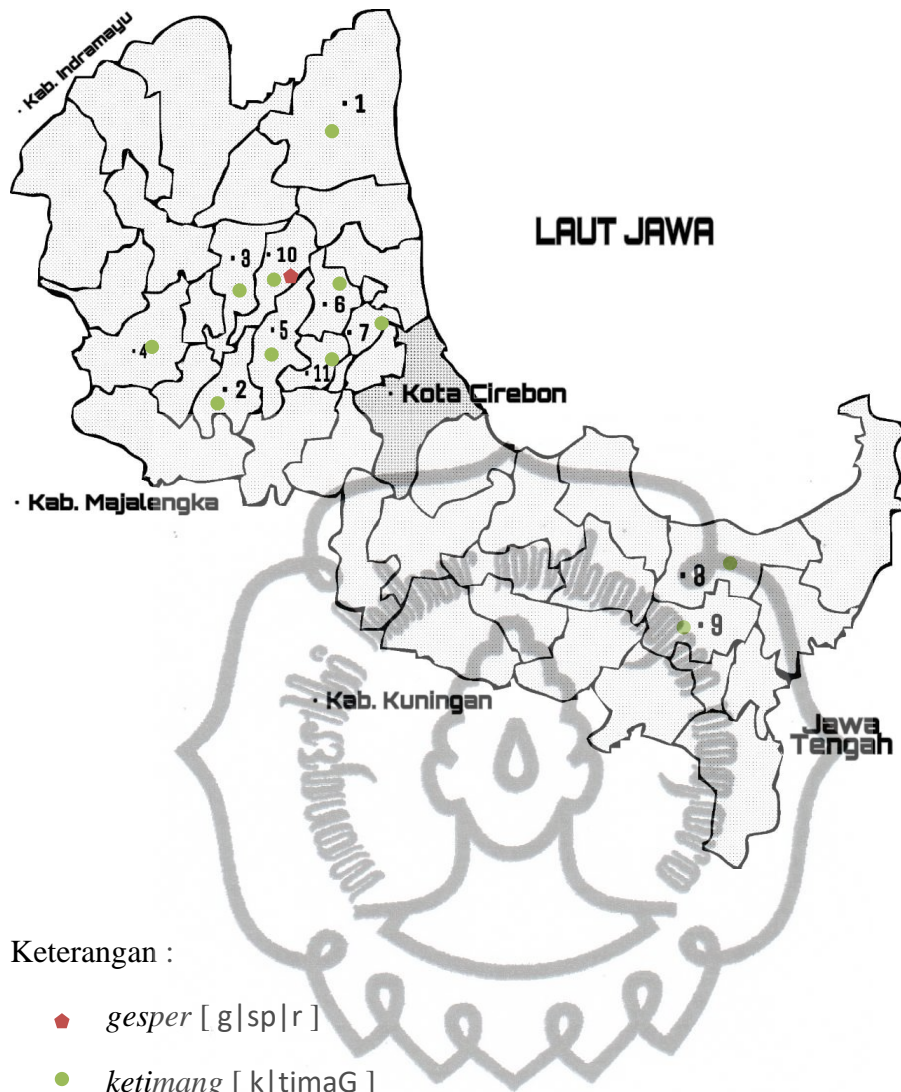 · Kab. Indramayu
· 1
LAUT JAWA
· 3
· 10
· 6
· 5
· 7
· 4
· 11
· 2
· Kota Cirebon
· Kab. Majalengka
· 8
· 9
· Kab. Kuningan
Jawa
Tengah
Keterangan :
gesper [ g|sp|r ]
ketimang [ k|timaG ]